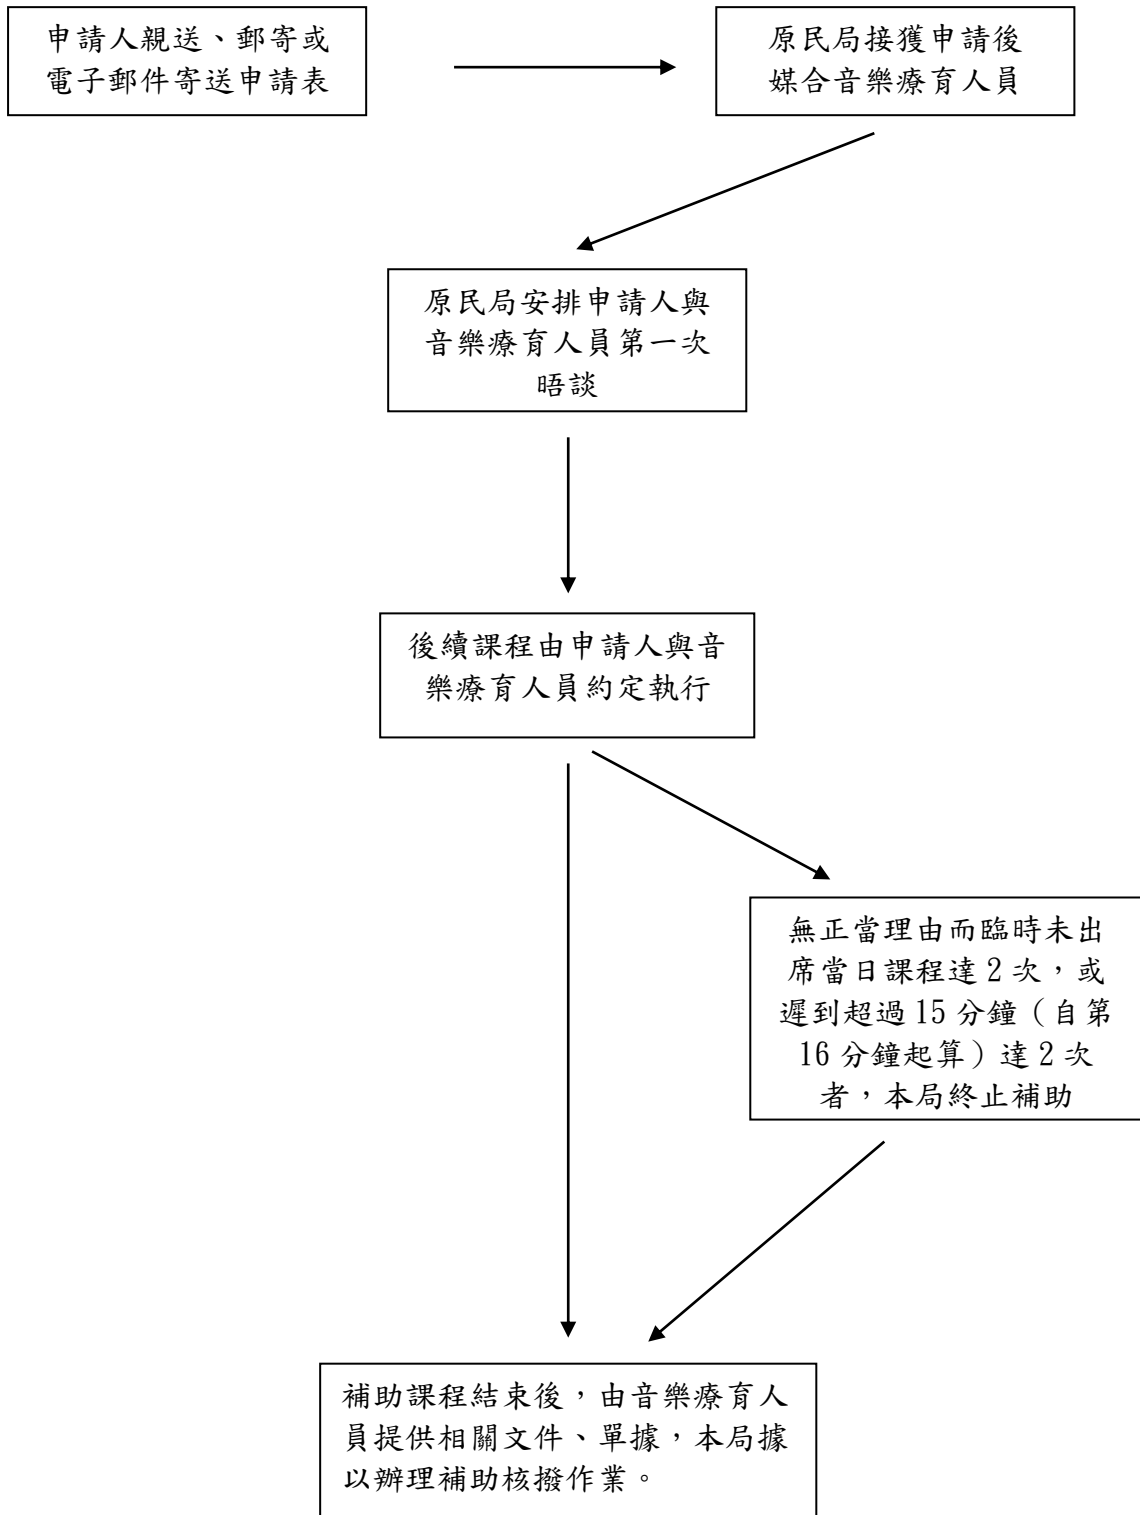 申請人親送、郵寄或
電子郵件寄送申請表
原民局接獲申請後
媒合音樂療育人員
原民局安排申請人與
音樂療育人員第一次
晤談
後續課程由申請人與音
樂療育人員約定執行
無正當理由而臨時未出
席當日課程達 2 次，或
遲到超過 15 分鐘（自第
16 分鐘起算）達 2 次
者，本局終止補助
補助課程結束後，由音樂療育人
員提供相關文件、單據，本局據
以辦理補助核撥作業。